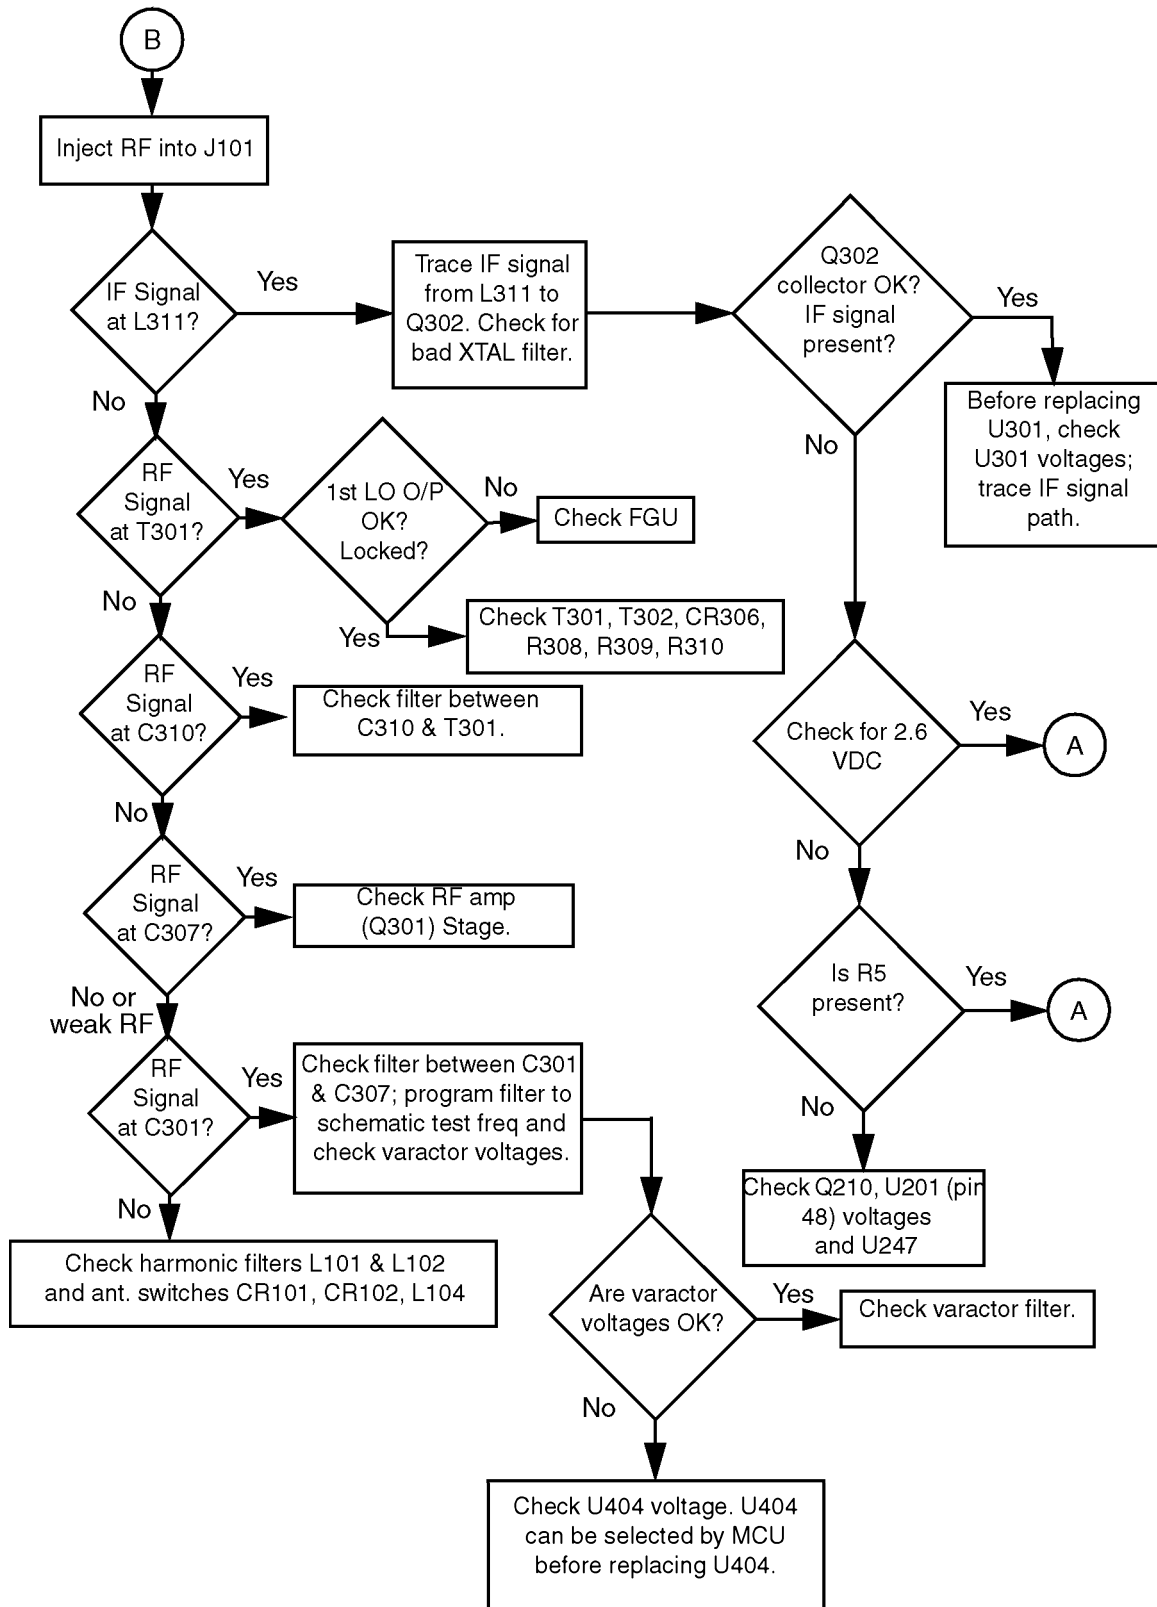 B
Inject RF into J101
IF Signal
at L311?
Yes
No
Trace IF signal
from L311 to
Q302. Check for
bad XTAL filter.
Q302
collector OK?
IF signal
present?
Yes
No
Before replacing
U301, check
U301 voltages;
trace IF signal
path.
RF
Signal
at T301?
Yes
No
1st LO O/P
OK?
Locked?
No
Check FGU
Yes
Check T301, T302, CR306,
R308, R309, R310
RF
Signal
at C310?
Yes
No
Check filter between
C310 & T301.
Check for 2.6
VDC
Yes
A
No
RF
Signal
at C307?
Yes
Check RF amp
(Q301) Stage.
No or
weak RF
Is R5
present?
Yes
A
No
Check Q210, U201 (pin
48) voltages
and U247
RF
Signal
at C301?
Yes
No
Check filter between C301
& C307; program filter to
schematic test freq and
check varactor voltages.
Check harmonic filters L101 & L102
and ant. switches CR101, CR102, L104
Are varactor
voltages OK?
Yes
Check varactor filter.
No
Check U404 voltage. U404
can be selected by MCU
before replacing U404.